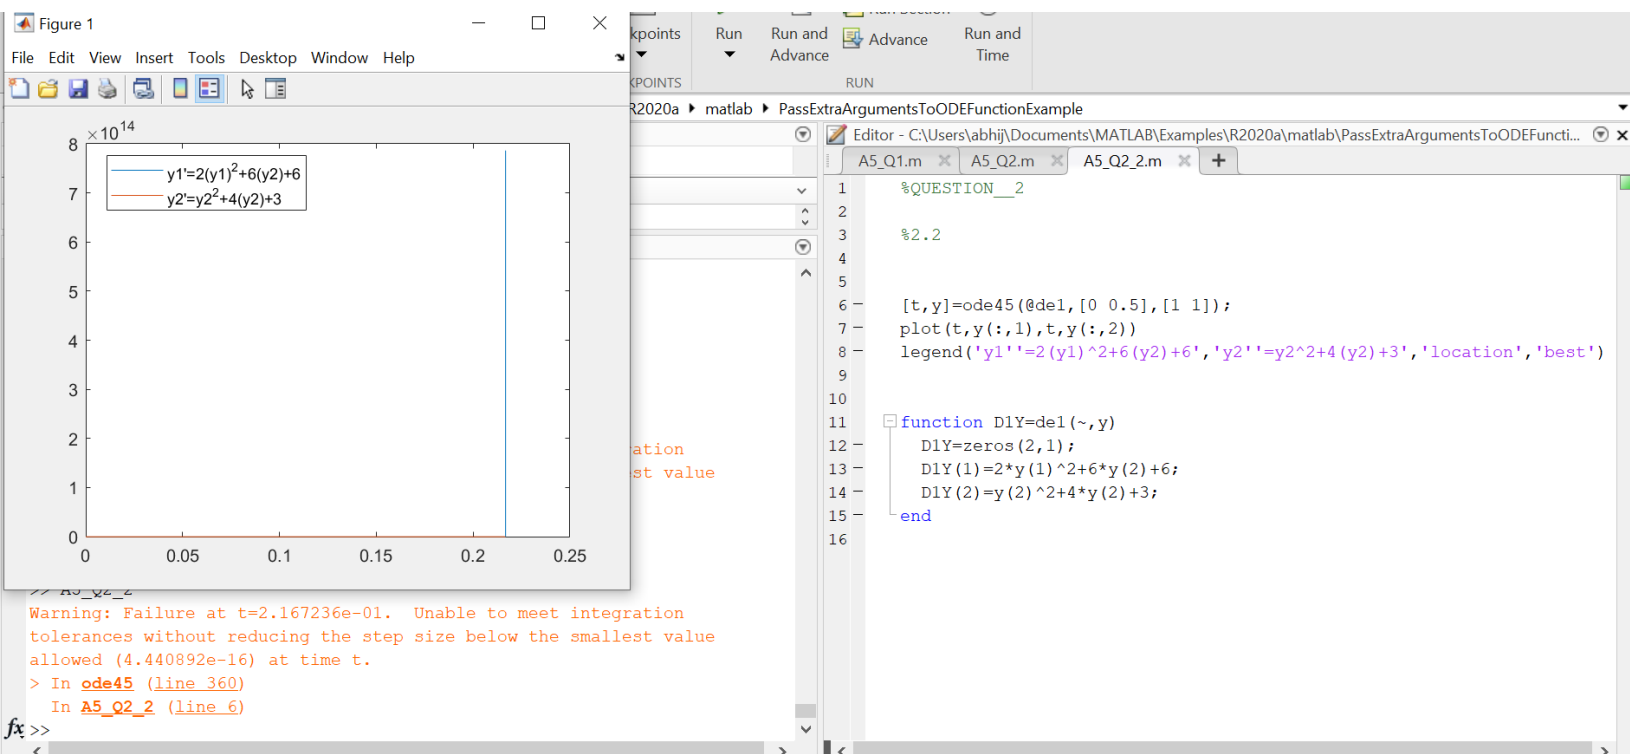 Figure 1
File Edit View Insert Tools Desktop Window Help
×10^14
8
7
6
5
4
3
2
1
0
0 0.05 0.1 0.15 0.2 0.25
y1'=2(y1)^2+6(y2)+6
y2'=y2^2+4(y2)+3
kpoints
POINTS
Run
Run and
Advance
Advance
Run and
Time
RUN
R2020a ▸ matlab ▸ PassExtraArgumentsToODEFunctionExample
Editor - C:\Users\abhij\Documents\MATLAB\Examples\R2020a\matlab\PassExtraArgumentsToODEFuncti...
A5_Q1.m A5_Q2.m A5_Q2_2.m +
1 %QUESTION__2
2
3 %2.2
4
5
6 [t,y]=ode45(@de1,[0 0.5],[1 1]);
7 plot(t,y(:,1),t,y(:,2))
8 legend('y1''=2(y1)^2+6(y2)+6','y2''=y2^2+4(y2)+3','location','best')
9
10
11 function D1Y=de1(~,y)
12 D1Y=zeros(2,1);
13 D1Y(1)=2*y(1)^2+6*y(2)+6;
14 D1Y(2)=y(2)^2+4*y(2)+3;
15 end
16
ation
st value
>> A5_Q2_2
Warning: Failure at t=2.167236e-01. Unable to meet integration
tolerances without reducing the step size below the smallest value
allowed (4.440892e-16) at time t.
> In ode45 (line 360)
In A5_Q2_2 (line 6)
fx >>